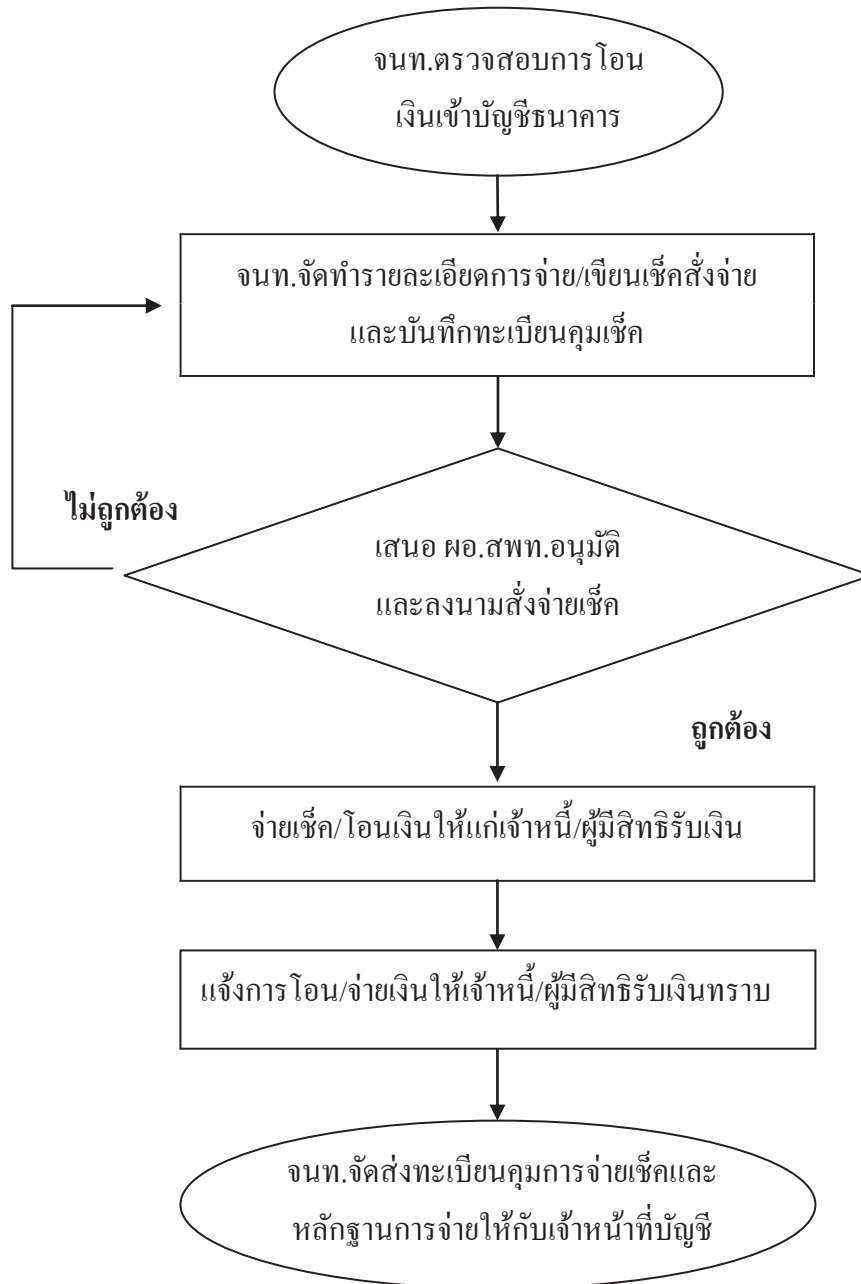 จนท.ตรวจสอบการโอน
เงินเข้าบัญชีธนาคาร
จนท.จัดทำรายละเอียดการจ่าย/เขียนเช็คสั่งจ่าย
และบันทึกทะเบียนคุมเช็ค
ไม่ถูกต้อง
เสนอ ผอ.สพท.อนุมัติ
และลงนามสั่งจ่ายเช็ค
ถูกต้อง
จ่ายเช็ค/โอนเงินให้แก่เจ้าหนี้/ผู้มีสิทธิรับเงิน
แจ้งการโอน/จ่ายเงินให้เจ้าหนี้/ผู้มีสิทธิรับเงินทราบ
จนท.จัดส่งทะเบียนคุมการจ่ายเช็คและ
หลักฐานการจ่ายให้กับเจ้าหน้าที่บัญชี